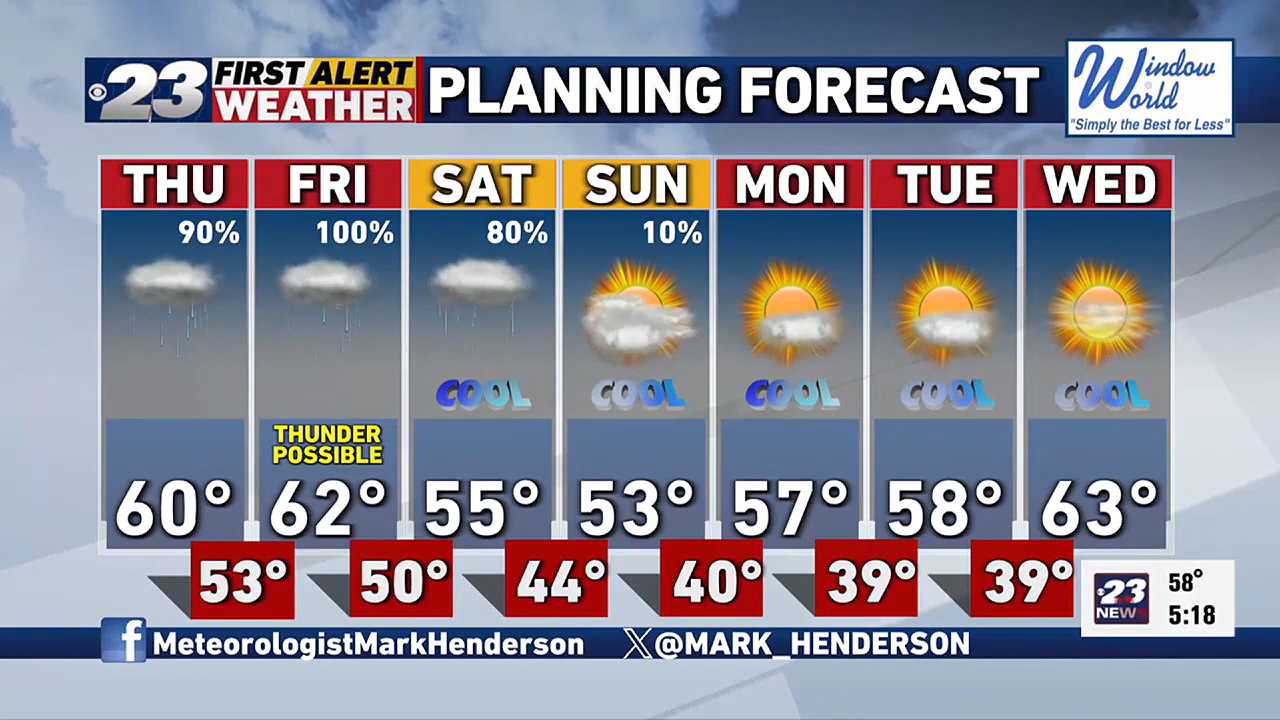 23 FIRST ALERT
WEATHER
PLANNING FORECAST
Window
World
"Simply the Best for Less"
THU FRI SAT SUN MON TUE WED
90% 100% 80% 10%
COOL COOL COOL COOL COOL
THUNDER
POSSIBLE
60° 62° 55° 53° 57° 58° 63°
53° 50° 44° 40° 39° 39°
23
NEWS
58°
5:18
f MeteorologistMarkHenderson X@MARK_HENDERSON